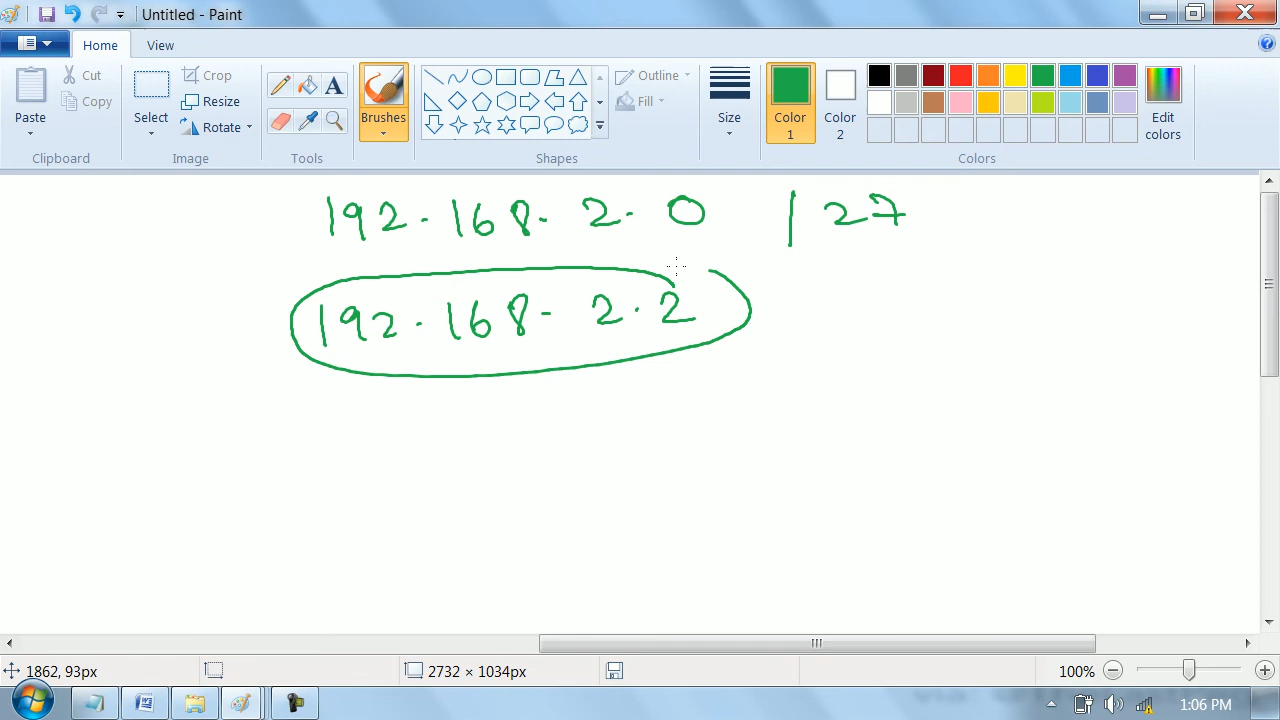 Untitled - Paint
Home View
Cut
Copy
Paste
Clipboard
Select
Crop
Resize
Rotate
Image
Tools
Brushes
Outline
Fill
Shapes
Size
Color 1
Color 2
Edit colors
Colors
192.168.2.0 /27
192.168.2.2
1862, 93px
2732 × 1034px
100%
1:06 PM